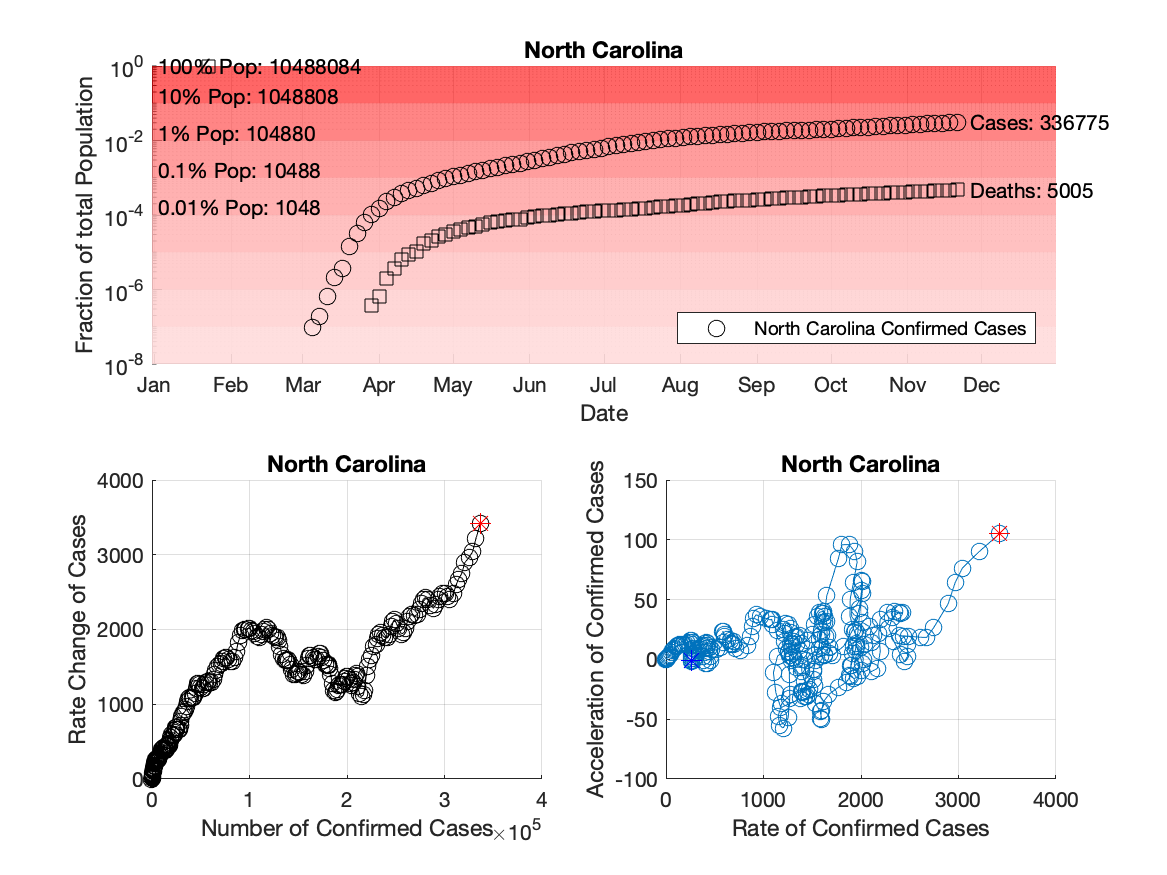 North Carolina
Fraction of total Population
10^0
10^-2
10^-4
10^-6
10^-8
100% Pop: 10488084
10% Pop: 1048808
1% Pop: 104880
0.1% Pop: 10488
0.01% Pop: 1048
Cases: 336775
Deaths: 5005
North Carolina Confirmed Cases
Jan Feb Mar Apr May Jun Jul Aug Sep Oct Nov Dec
Date
North Carolina
Rate Change of Cases
4000
3000
2000
1000
0
0 1 2 3 4
Number of Confirmed Cases ×10^5
North Carolina
Acceleration of Confirmed Cases
150
100
50
0
-50
-100
0 1000 2000 3000 4000
Rate of Confirmed Cases